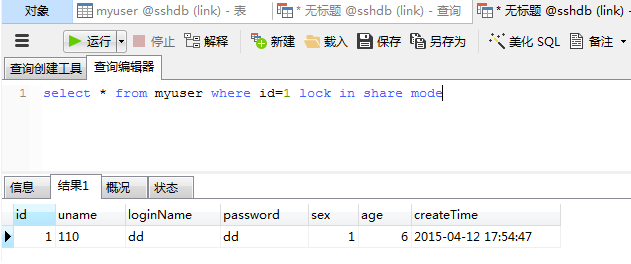 对象 myuser @sshdb (link) - 表 * 无标题 @sshdb (link) - 查询 * 无标题 @sshdb (link) -
运行 停止 解释 新建 载入 保存 另存为 美化 SQL 备注
查询创建工具 查询编辑器
1 select * from myuser where id=1 lock in share mode
信息 结果1 概况 状态
id uname loginName password sex age createTime
1 110 dd dd 1 6 2015-04-12 17:54:47